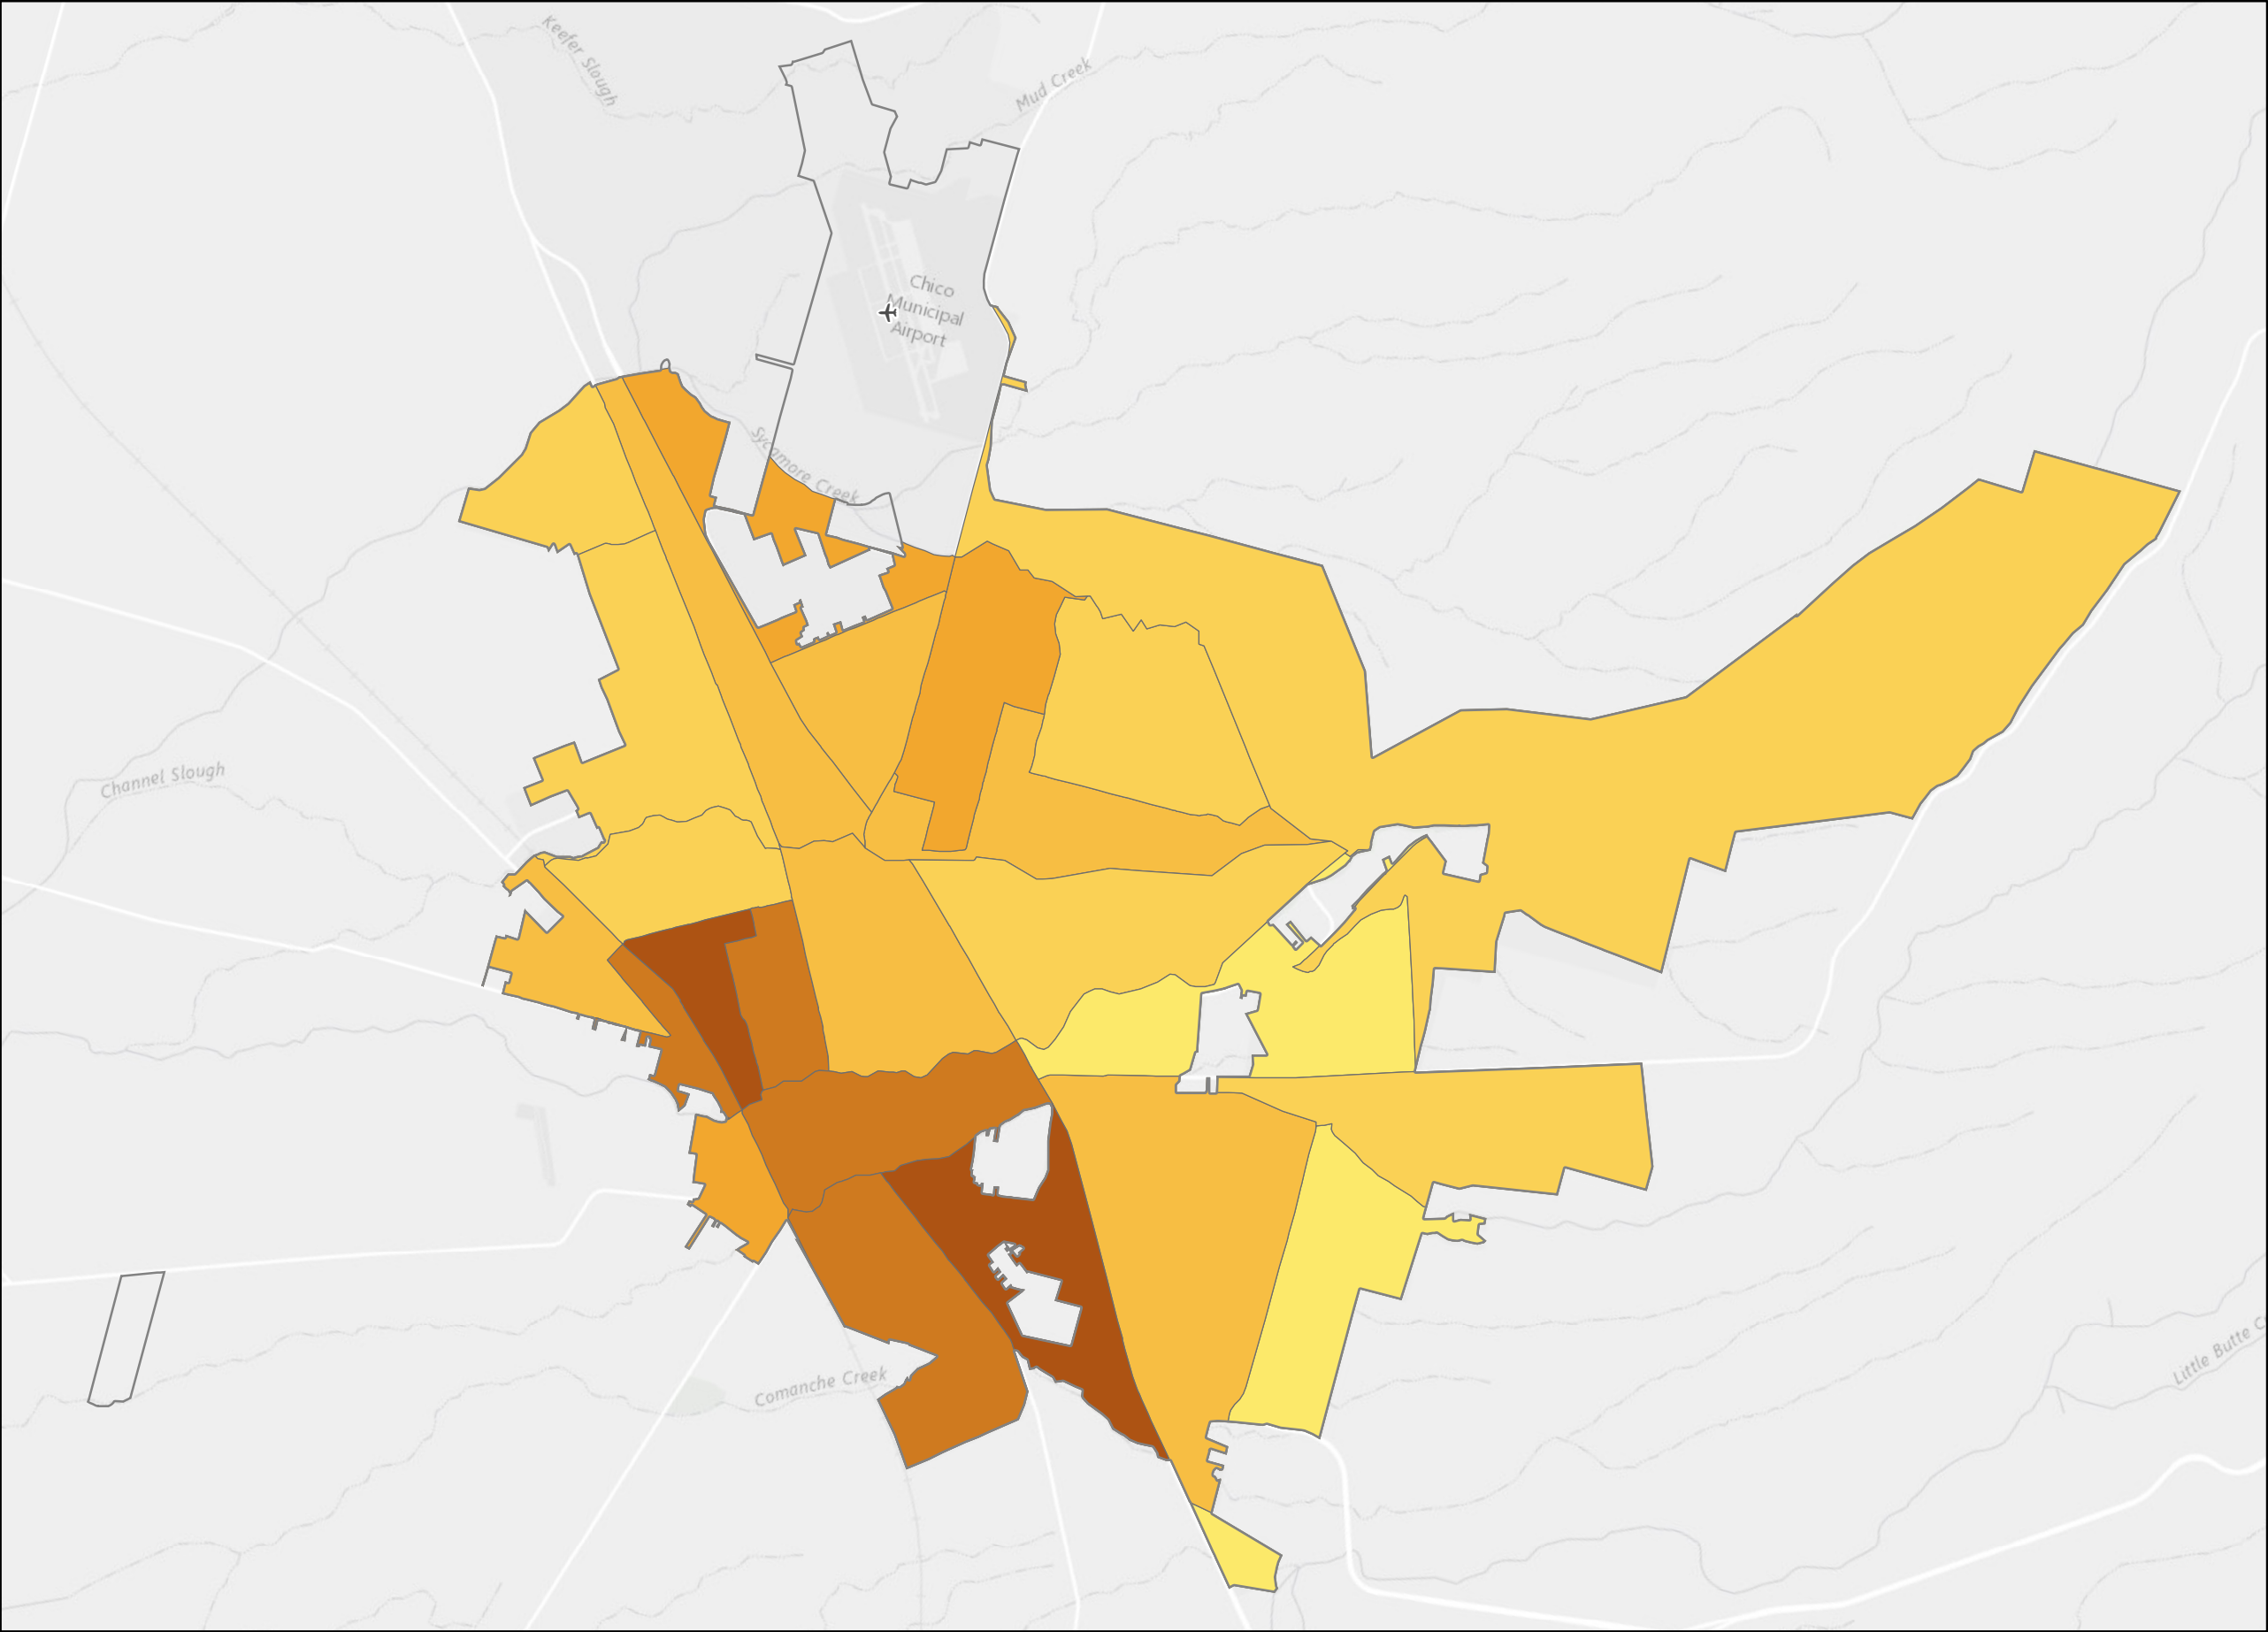 Keefer Slough
Mud Creek
Chico
Municipal
Airport
Sycamore Creek
Channel Slough
Comanche Creek
Little Butte C